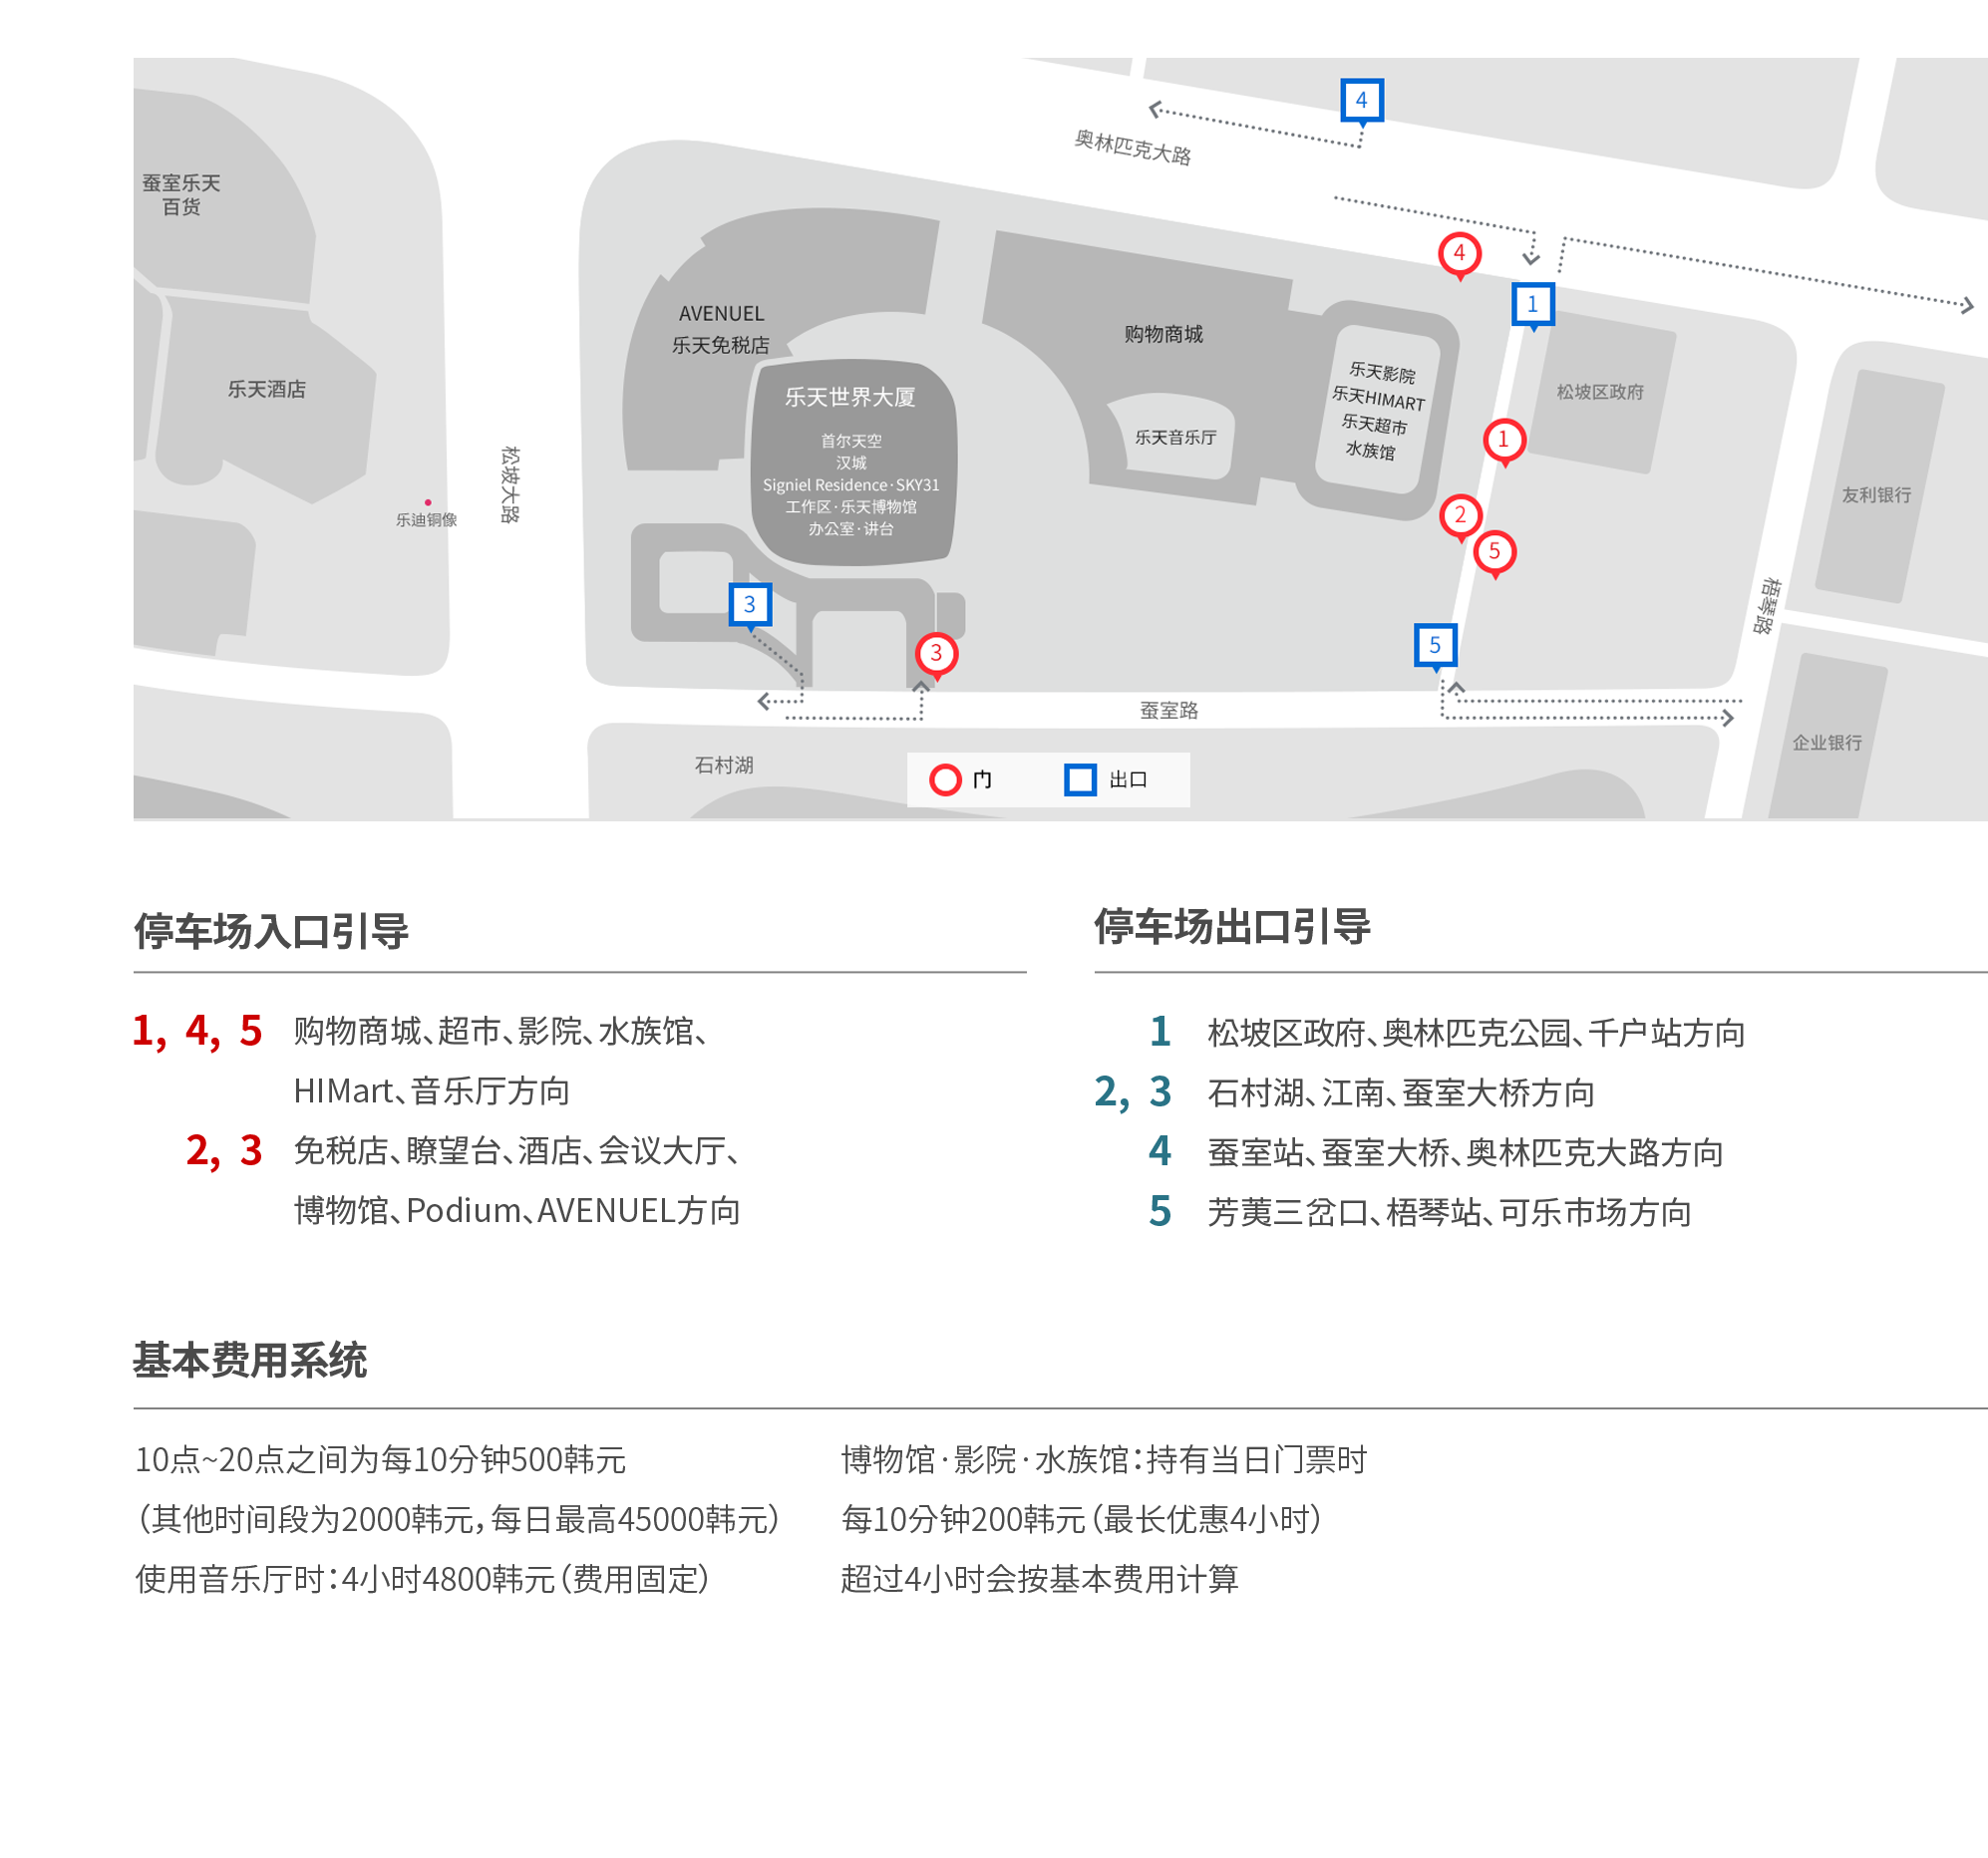 4
奥林匹克大路
蚕室乐天
百货
4
1
AVENUEL
乐天免税店
购物商城
乐天影院
乐天HIMART
乐天超市
水族馆
松坡区政府
乐天酒店
乐天世界大厦
首尔天空
汉城
Signiel Residence·SKY31
工作区·乐天博物馆
办公室·讲台
乐天音乐厅
1
友利银行
松坡大路
乐迪铜像
2
5
3
梧琴路
5
3
蚕室路
企业银行
石村湖
门
出口
停车场入口引导
1, 4, 5 购物商城、超市、影院、水族馆、
HIMart、音乐厅方向
2, 3 免税店、瞭望台、酒店、会议大厅、
博物馆、Podium、AVENUEL方向
停车场出口引导
1 松坡区政府、奥林匹克公园、千户站方向
2, 3 石村湖、江南、蚕室大桥方向
4 蚕室站、蚕室大桥、奥林匹克大路方向
5 芳荑三岔口、梧琴站、可乐市场方向
基本费用系统
10点~20点之间为每10分钟500韩元
（其他时间段为2000韩元，每日最高45000韩元）
使用音乐厅时：4小时4800韩元（费用固定）
博物馆·影院·水族馆：持有当日门票时
每10分钟200韩元（最长优惠4小时）
超过4小时会按基本费用计算